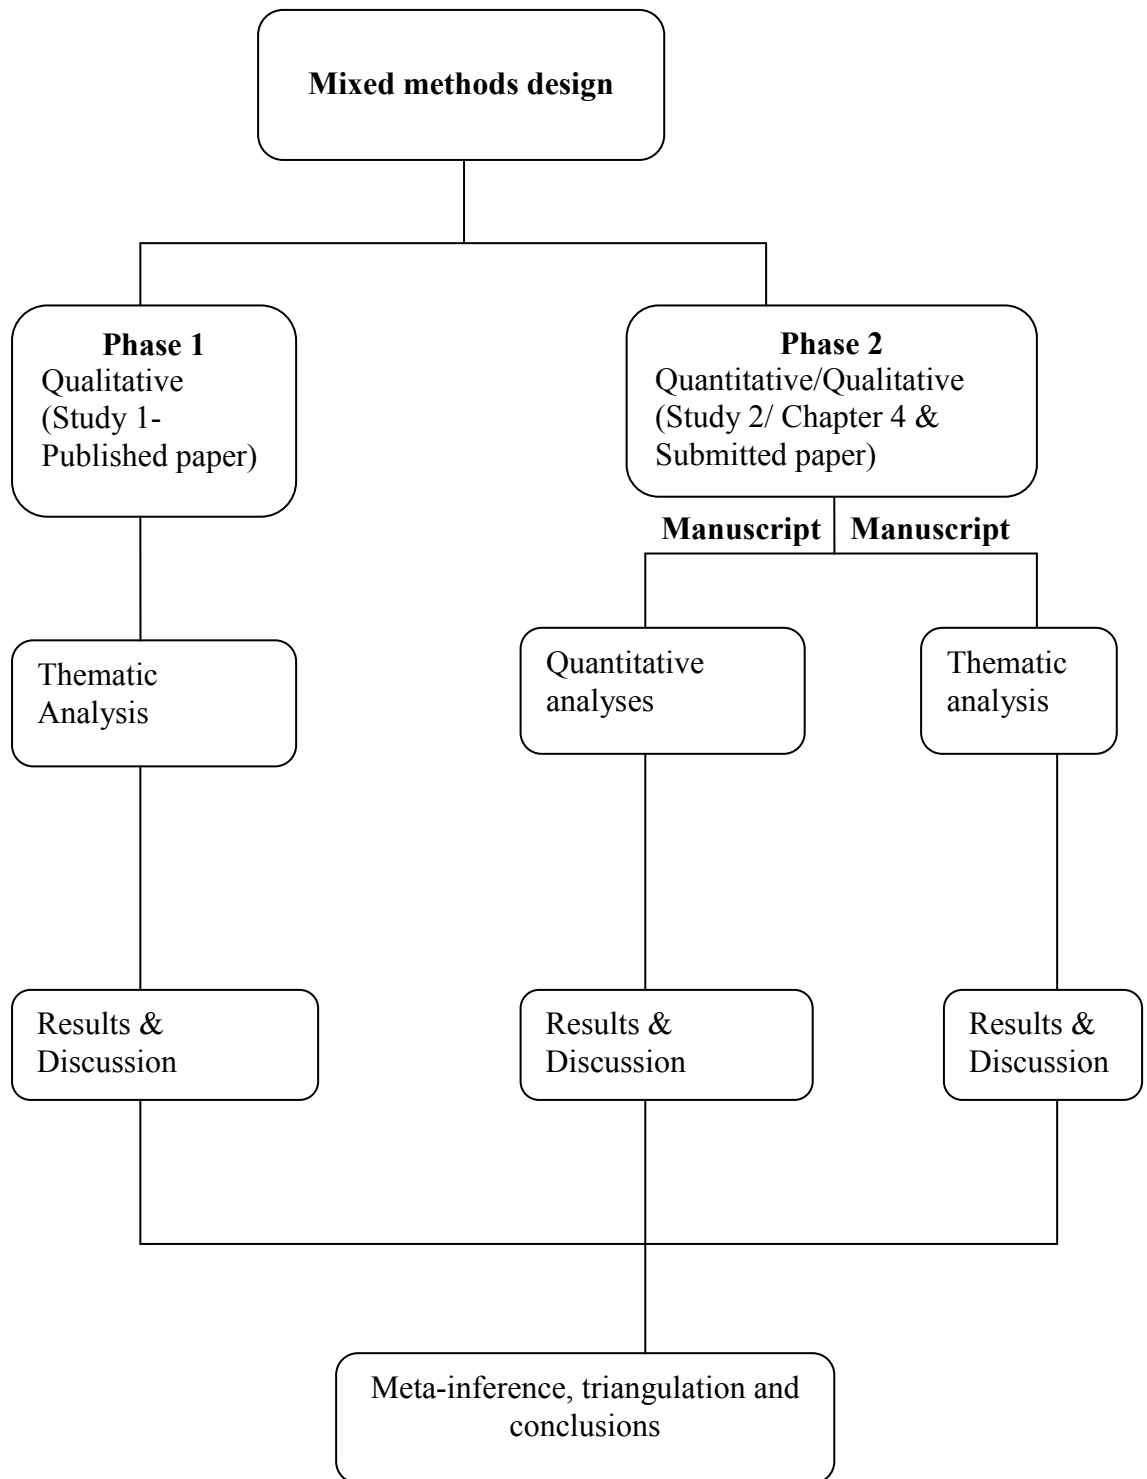 Mixed methods design
Phase 1
Qualitative
(Study 1-
Published paper)
Phase 2
Quantitative/Qualitative
(Study 2/ Chapter 4 &
Submitted paper)
Manuscript
Manuscript
Thematic
Analysis
Quantitative
analyses
Thematic
analysis
Results &
Discussion
Results &
Discussion
Results &
Discussion
Meta-inference, triangulation and
conclusions